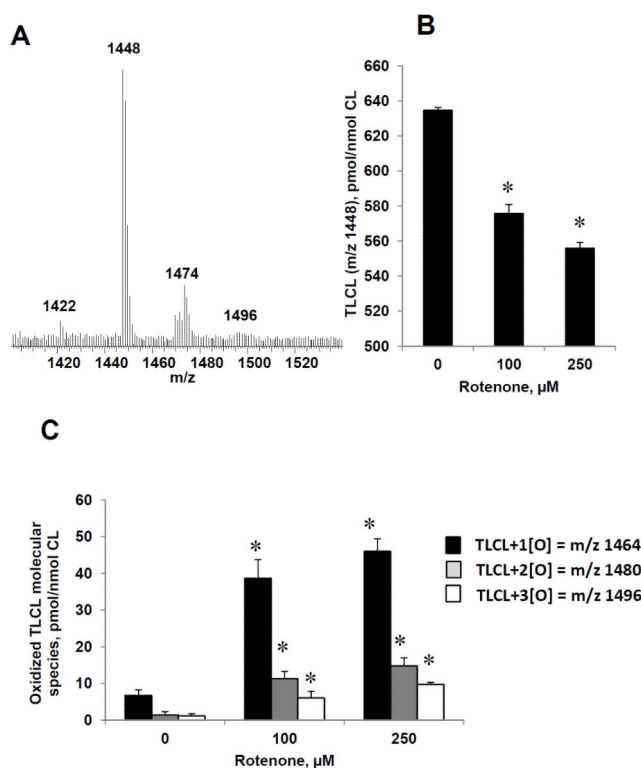 A
1448
1474
1422
1496
1420 1440 1460 1480 1500 1520
m/z
B
TLCL (m/z 1448), pmol/nmol CL
660
640
620
600
580
560
540
520
500
*
*
0 100 250
Rotenone, µM
C
Oxidized TLCL molecular
species, pmol/nmol CL
60
50
40
30
20
10
0
*
*
*
*
*
*
0 100 250
Rotenone, µM
TLCL+1[O] = m/z 1464
TLCL+2[O] = m/z 1480
TLCL+3[O] = m/z 1496